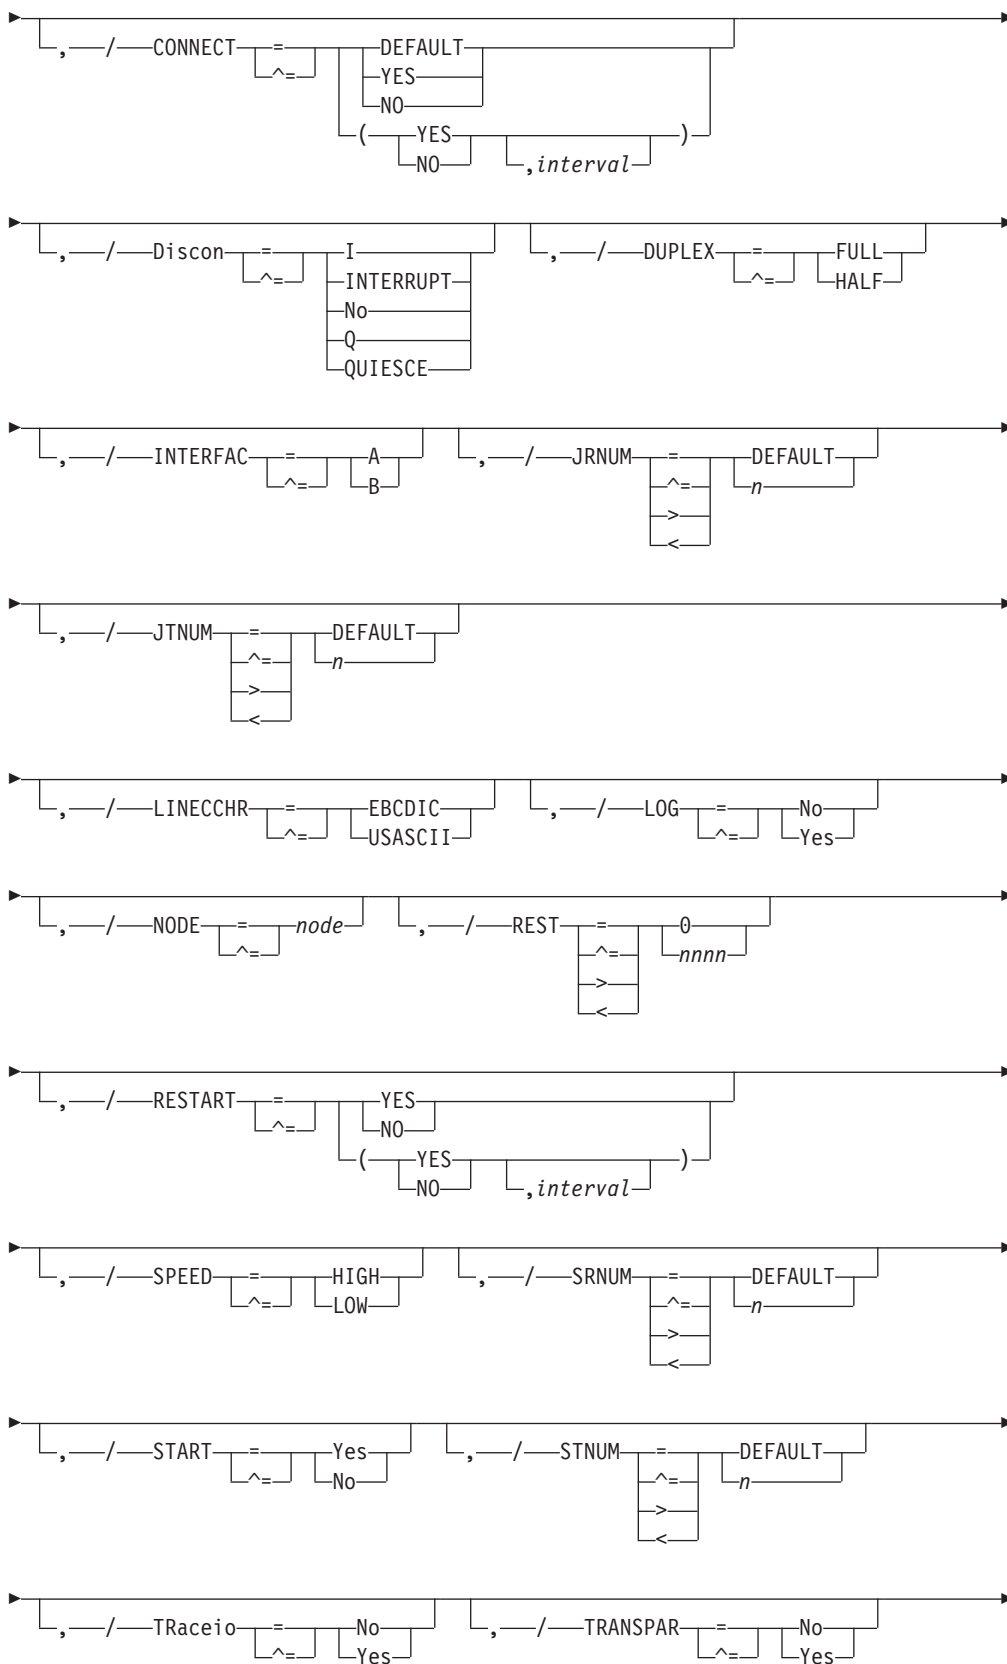 , / CONNECT = DEFAULT
^= YES
NO
( YES )
NO ,interval
, / Discon = I , / DUPLEX = FULL
^= INTERRUPT ^= HALF
No
Q
QUIESCE
, / INTERFAC = A , / JRNUM = DEFAULT
^= B ^= n
>
<
, / JTNUM = DEFAULT
^= n
>
<
, / LINECCHR = EBCDIC , / LOG = No
^= USASCII ^= Yes
, / NODE = node , / REST = 0
^= ^= nnnn
>
<
, / RESTART = YES
^= NO
( YES )
NO ,interval
, / SPEED = HIGH , / SRNUM = DEFAULT
^= LOW ^= n
>
<
, / START = Yes , / STNUM = DEFAULT
^= No ^= n
>
<
, / TRaceio = No , / TRANSPAR = No
^= Yes ^= Yes